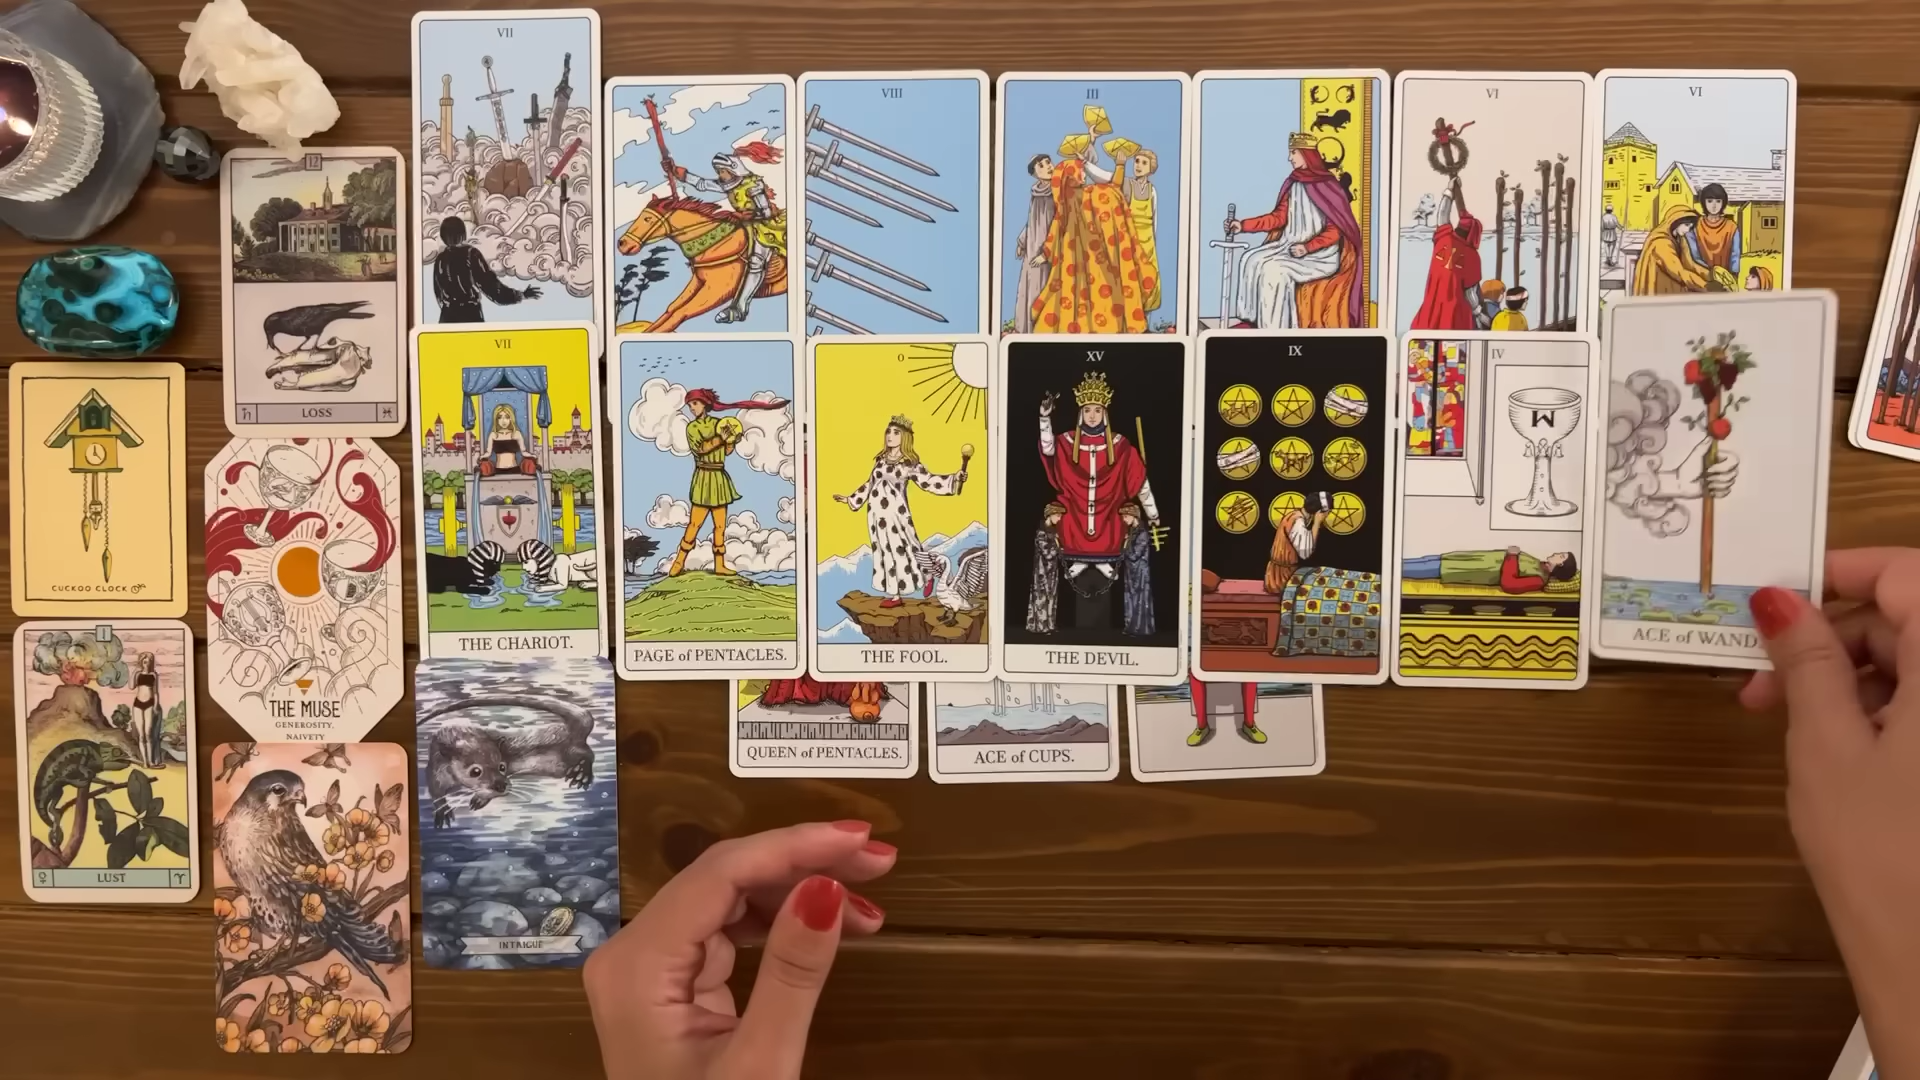 VII
VIII
III
VI
VI
12
LOSS
VII
THE CHARIOT.
PAGE of PENTACLES.
0
THE FOOL.
XV
THE DEVIL.
IX
IV
ACE of WAND
CUCKOO CLOCK
THE MUSE
GENEROSITY.
NAIVETY
QUEEN of PENTACLES.
ACE of CUPS.
1
LUST
INTRIGUE